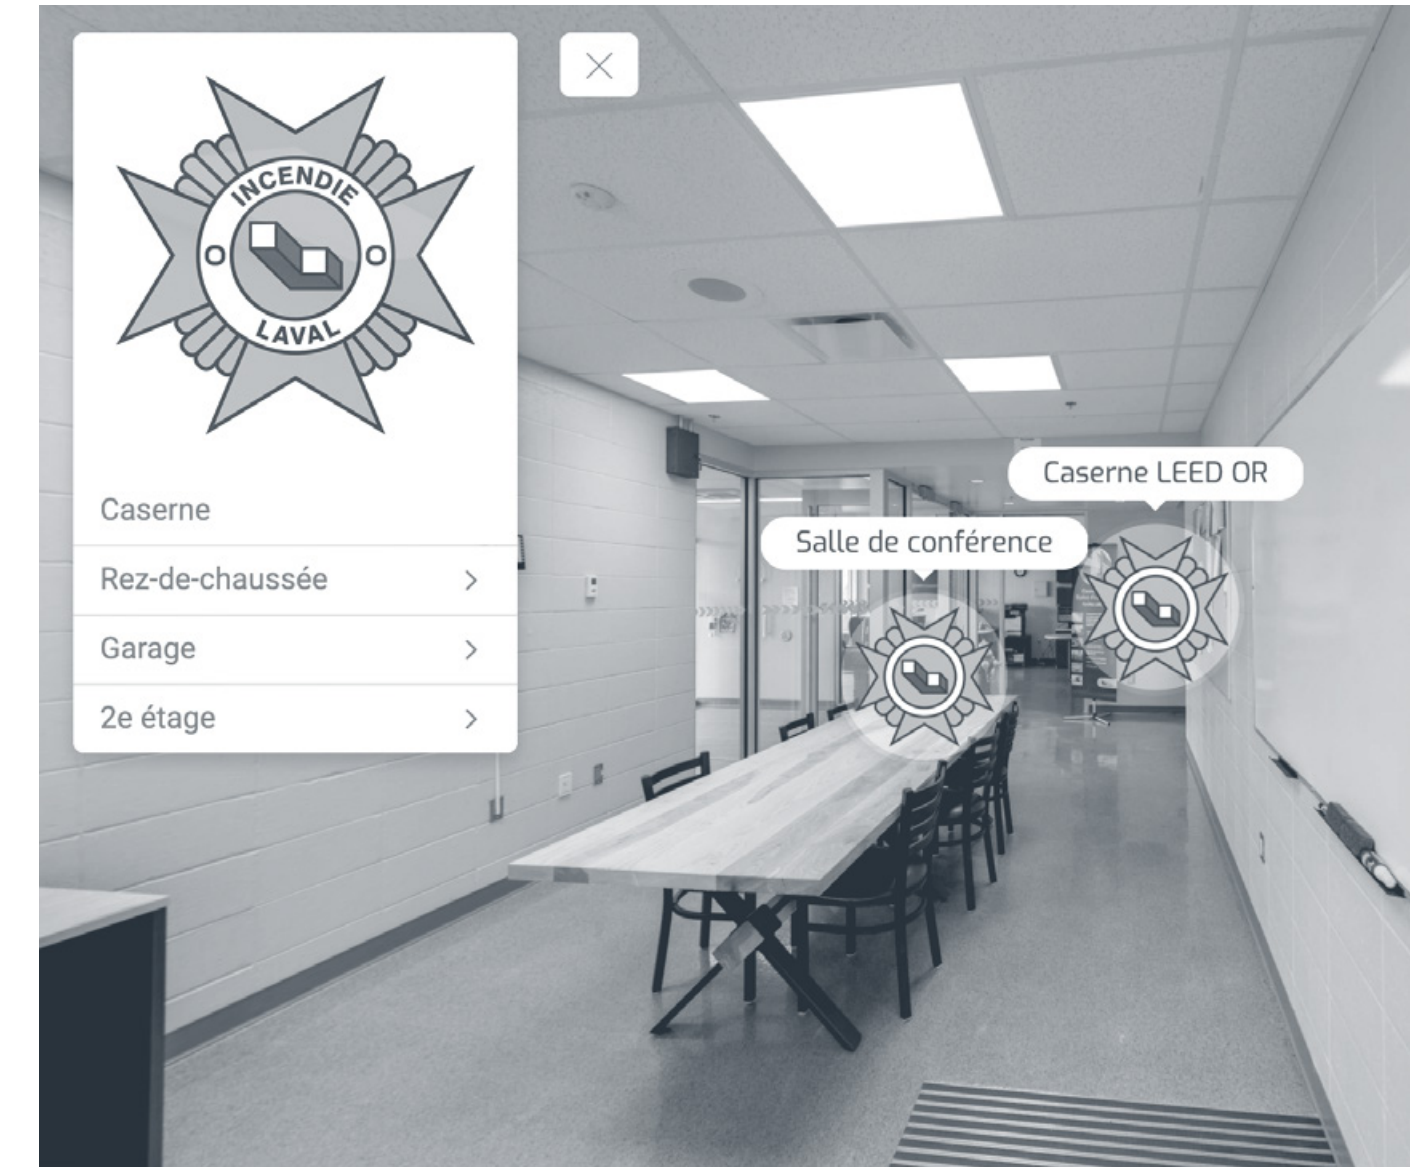 INCENDIE
LAVAL
Caserne
Rez-de-chaussée
Garage
2e étage
Caserne LEED OR
Salle de conférence